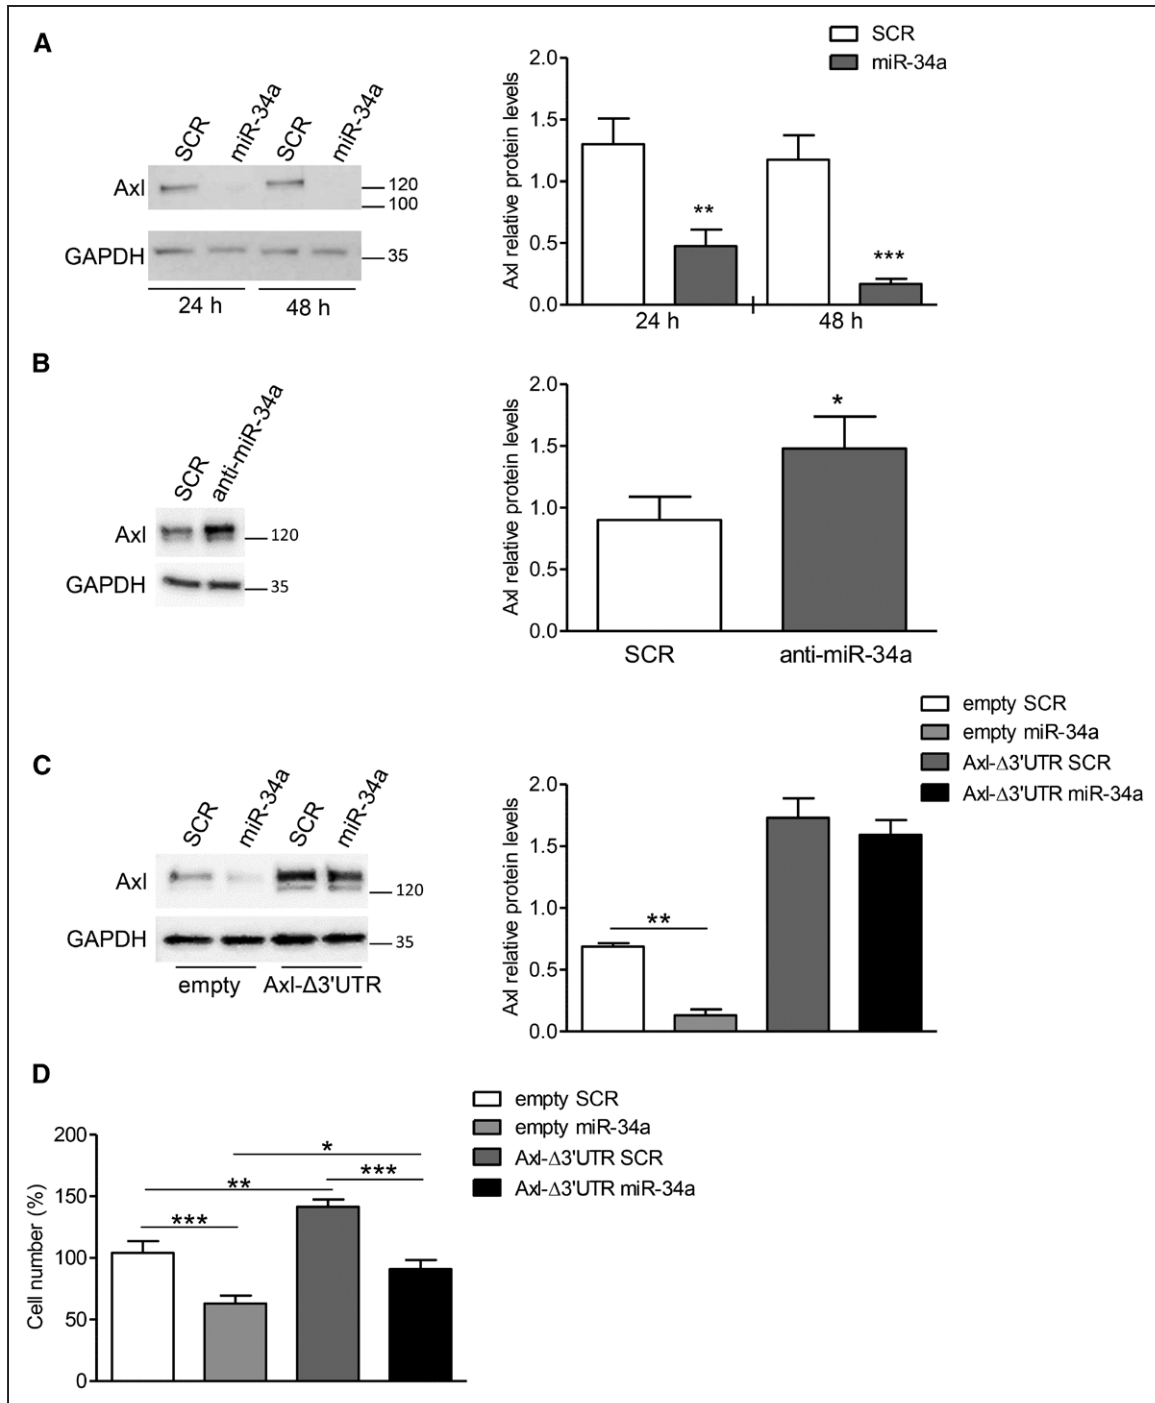 A
SCR
miR-34a
SCR
miR-34a
Axl
120
100
GAPDH
35
24 h
48 h
SCR
miR-34a
Axl relative protein levels
2.0
1.5
1.0
0.5
0.0
**
***
24 h
48 h
B
SCR
anti-miR-34a
Axl
120
GAPDH
35
Axl relative protein levels
2.0
1.5
1.0
0.5
0.0
*
SCR
anti-miR-34a
C
SCR
miR-34a
SCR
miR-34a
Axl
120
GAPDH
35
empty
Axl-Δ3'UTR
empty SCR
empty miR-34a
Axl-Δ3'UTR SCR
Axl-Δ3'UTR miR-34a
Axl relative protein levels
2.0
1.5
1.0
0.5
0.0
**
D
Cell number (%)
200
150
100
50
0
*
***
**
***
empty SCR
empty miR-34a
Axl-Δ3'UTR SCR
Axl-Δ3'UTR miR-34a